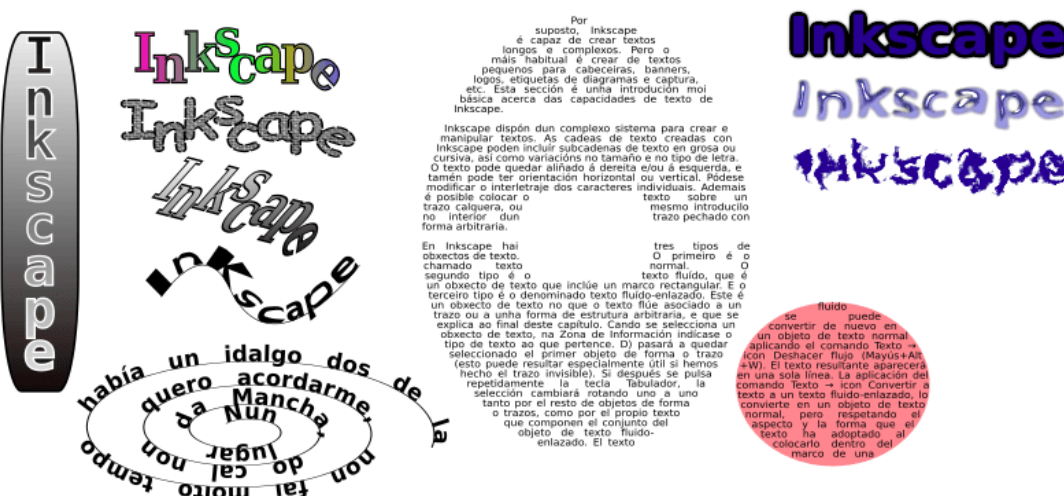 Inkscape
Inkscape
Inkscape
Inkscape
Inkscape
Nun lugar da Mancha, do cal non quero acordarme, non fai moito tempo había un idalgo dos de la
Por
suposto, Inkscape
é capaz de crear textos
longos e complexos. Pero o
máis habitual é crear de textos
pequenos para cabeceiras, banners,
logos, etiquetas de diagramas e captura,
etc. Esta sección é unha introdución moi
básica acerca das capacidades de texto de
Inkscape.
Inkscape dispón dun complexo sistema para crear e
manipular textos. As cadeas de texto creadas con
Inkscape poden incluír subcadenas de texto en grosa ou
cursiva, así como variacións no tamaño e no tipo de letra.
O texto pode quedar aliñado á dereita e/ou á esquerda, e
tamén pode ter orientación horizontal ou vertical. Pódese
modificar o interletraje dos caracteres individuais. Ademais
é posible colocar o texto sobre un
trazo calquera, ou mesmo introducilo
no interior dun trazo pechado con
forma arbitraria.
En Inkscape hai tres tipos de
obxectos de texto. O primeiro é o
chamado texto normal. O
segundo tipo é o texto fluído, que é
un obxecto de texto que inclúe un marco rectangular. E o
terceiro tipo é o denominado texto fluído-enlazado. Este é
un obxecto de texto no que o texto flúe asociado a un
trazo ou a unha forma de estrutura arbitraria, e que se
explica ao final deste capítulo. Cando se selecciona un
obxecto de texto, na Zona de Información indícase o
tipo de texto ao que pertence. D) pasará a quedar
seleccionado el primer objeto de forma o trazo
(esto puede resultar especialmente útil si hemos
hecho el trazo invisible). Si después se pulsa
repetidamente la tecla Tabulador, la
selección cambiará rotando uno a uno
tanto por el resto de objetos de forma
o trazos, como por el propio texto
que componen el conjunto del
objeto de texto fluido-
enlazado. El texto
fluido
se puede
convertir de nuevo en
un objeto de texto normal
aplicando el comando Texto →
icon Deshacer flujo (Mayús+Alt
+W). El texto resultante aparecerá
en una sola línea. La aplicación del
comando Texto → icon Convertir a
texto a un texto fluido-enlazado, lo
convierte en un objeto de texto
normal, pero respetando el
aspecto y la forma que el
texto ha adoptado al
colocarlo dentro del
marco de una
Inkscape
Inkscape
Inkscape